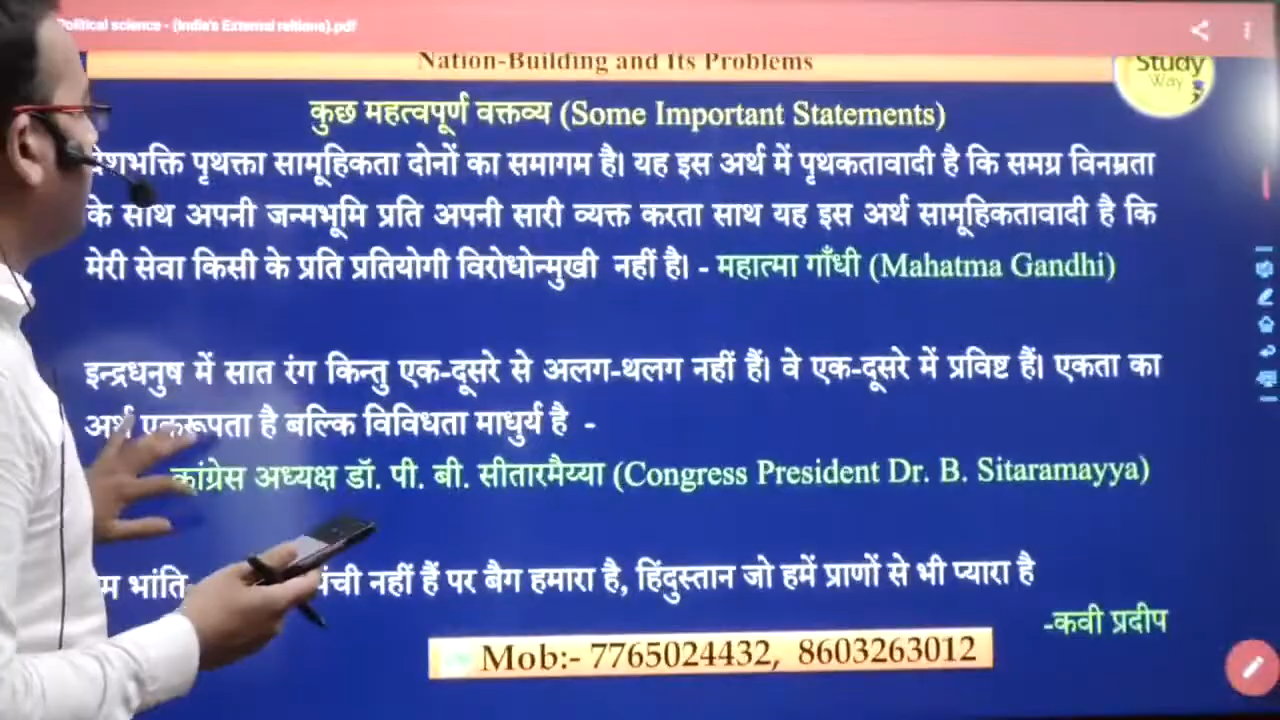 Political science - (India's External reltions).pdf
Nation-Building and Its Problems
Study
Way
कुछ महत्वपूर्ण वक्तव्य (Some Important Statements)
देशभक्ति पृथक्ता सामूहिकता दोनों का समागम है। यह इस अर्थ में पृथकतावादी है कि समग्र विनम्रता
के साथ अपनी जन्मभूमि प्रति अपनी सारी व्यक्त करता साथ यह इस अर्थ सामूहिकतावादी है कि
मेरी सेवा किसी के प्रति प्रतियोगी विरोधोन्मुखी नहीं है। - महात्मा गाँधी (Mahatma Gandhi)
इन्द्रधनुष में सात रंग किन्तु एक-दूसरे से अलग-थलग नहीं हैं। वे एक-दूसरे में प्रविष्ट हैं। एकता का
अर्थ एकरूपता है बल्कि विविधता माधुर्य है -
कांग्रेस अध्यक्ष डॉ. पी. बी. सीतारमैय्या (Congress President Dr. B. Sitaramayya)
भांति नहीं हैं पर बैग हमारा है, हिंदुस्तान जो हमें प्राणों से भी प्यारा है
-कवी प्रदीप
Mob:- 7765024432, 8603263012